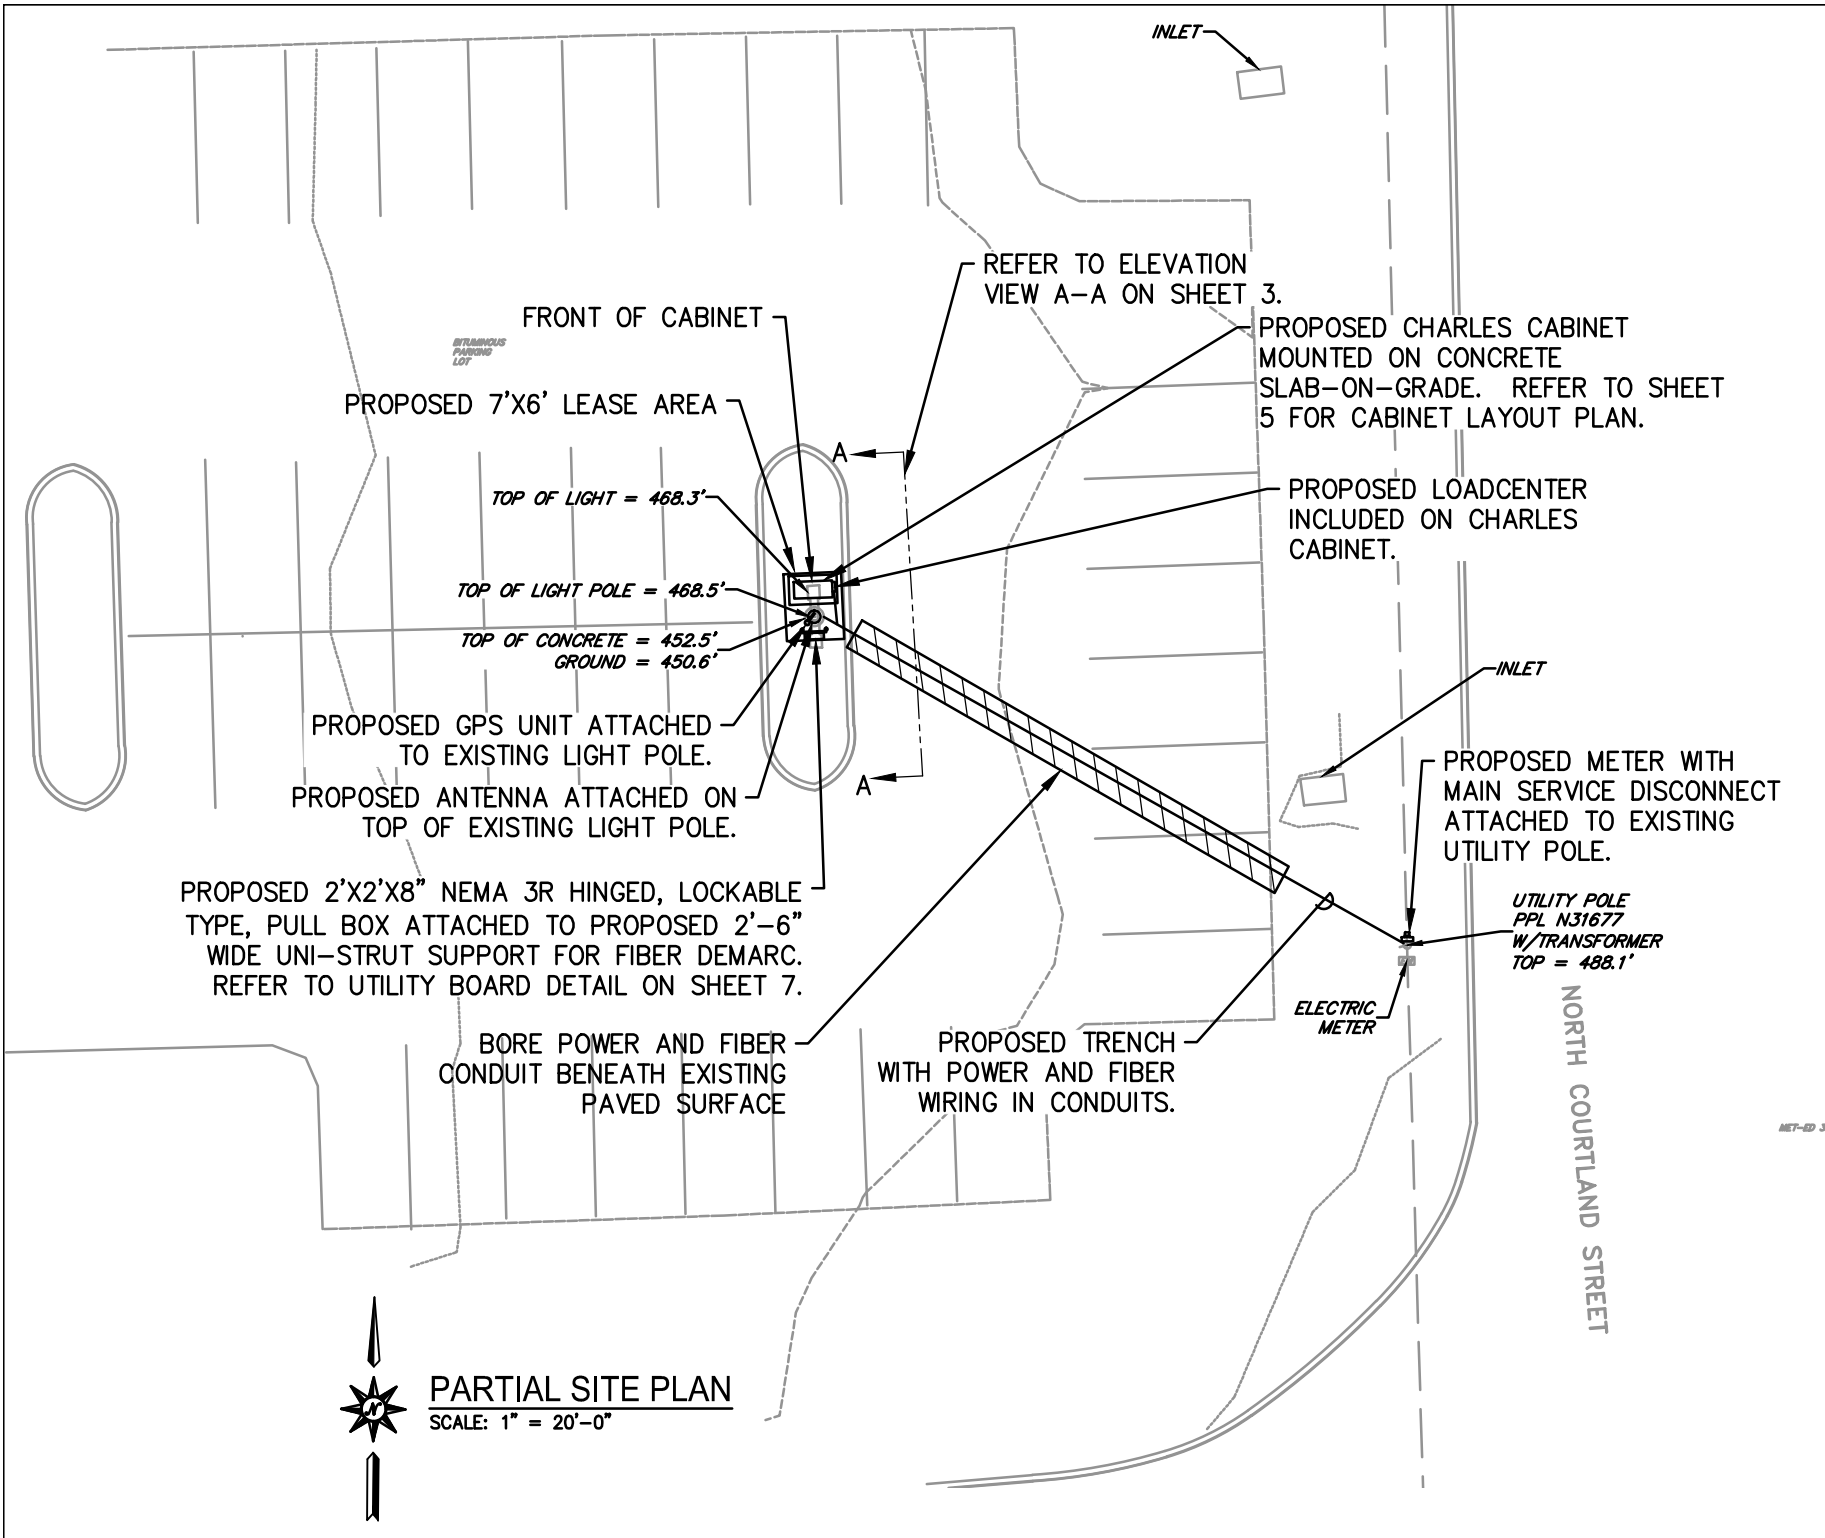 INLET
REFER TO ELEVATION
VIEW A-A ON SHEET 3.
FRONT OF CABINET
PROPOSED CHARLES CABINET
MOUNTED ON CONCRETE
SLAB-ON-GRADE. REFER TO SHEET
5 FOR CABINET LAYOUT PLAN.
BITUMINOUS
PARKING
LOT
PROPOSED 7'X6' LEASE AREA
A
TOP OF LIGHT = 468.3'
PROPOSED LOADCENTER
INCLUDED ON CHARLES
CABINET.
TOP OF LIGHT POLE = 468.5'
TOP OF CONCRETE = 452.5'
GROUND = 450.6'
INLET
PROPOSED GPS UNIT ATTACHED
TO EXISTING LIGHT POLE.
A
PROPOSED ANTENNA ATTACHED ON
TOP OF EXISTING LIGHT POLE.
PROPOSED METER WITH
MAIN SERVICE DISCONNECT
ATTACHED TO EXISTING
UTILITY POLE.
PROPOSED 2'X2'X8" NEMA 3R HINGED, LOCKABLE
TYPE, PULL BOX ATTACHED TO PROPOSED 2'-6"
WIDE UNI-STRUT SUPPORT FOR FIBER DEMARC.
REFER TO UTILITY BOARD DETAIL ON SHEET 7.
UTILITY POLE
PPL N31677
W/TRANSFORMER
TOP = 488.1'
ELECTRIC
METER
BORE POWER AND FIBER
CONDUIT BENEATH EXISTING
PAVED SURFACE
PROPOSED TRENCH
WITH POWER AND FIBER
WIRING IN CONDUITS.
NORTH COURTLAND STREET
MET-ED 3
N
PARTIAL SITE PLAN
SCALE: 1" = 20'-0"